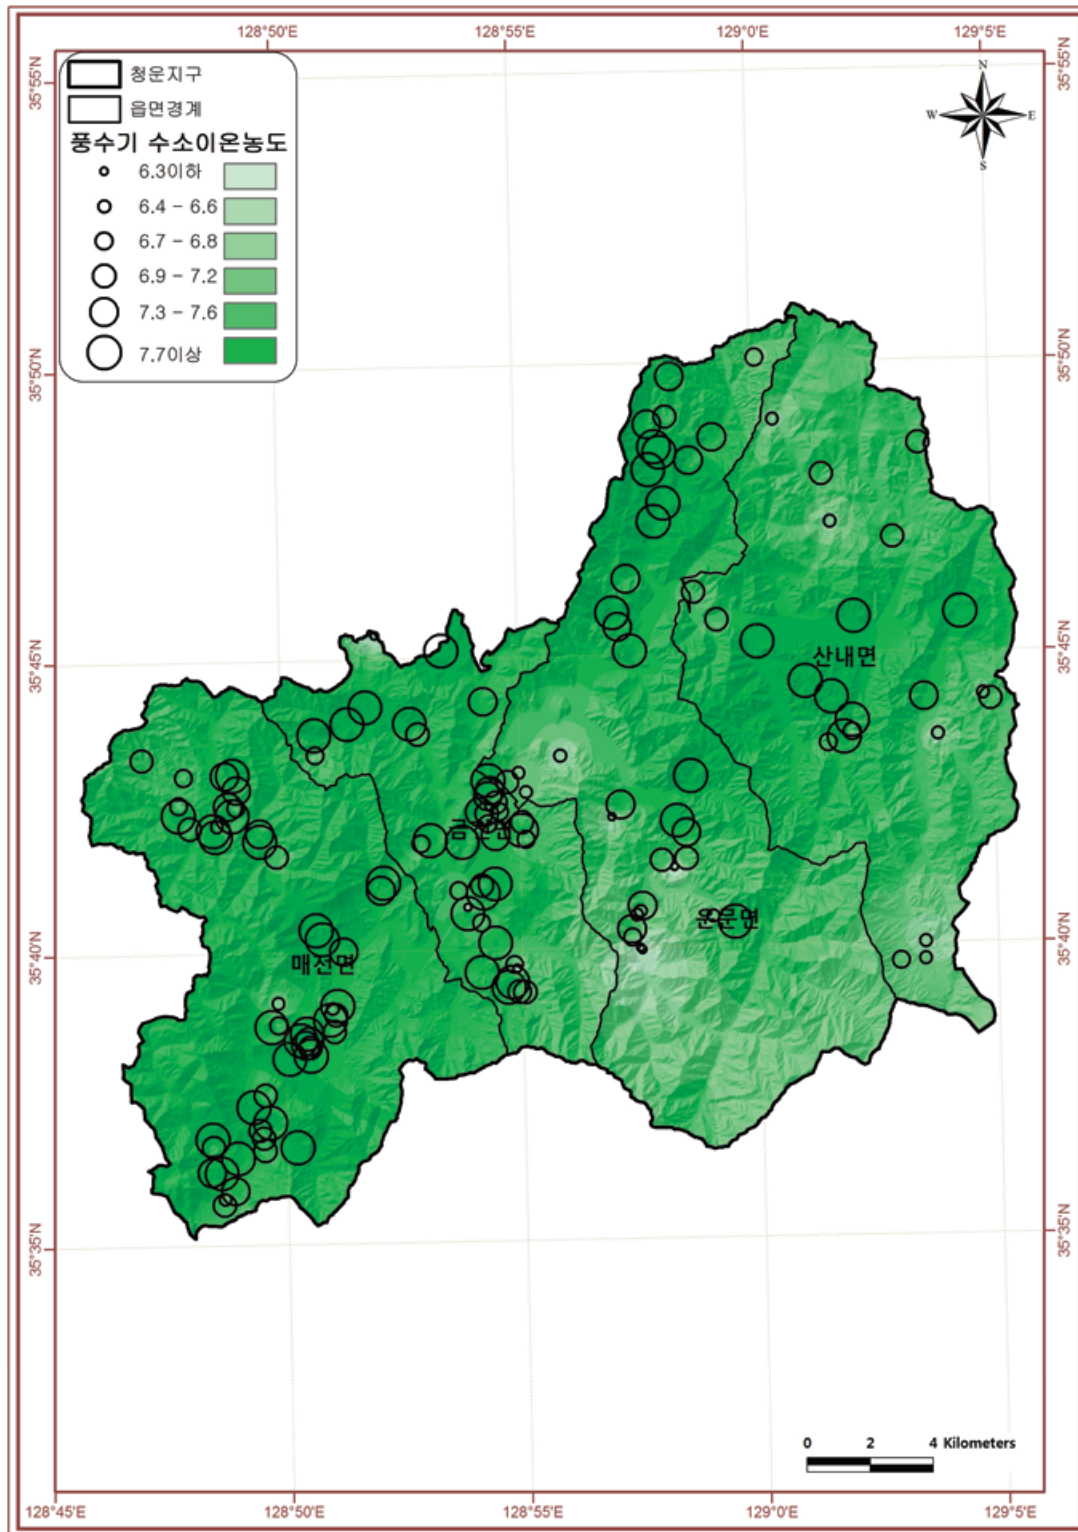 128°50'E 128°55'E 129°0'E 129°5'E
35°55'N 35°55'N
청운지구
읍면경계
풍수기 수소이온농도
6.3이하
6.4 - 6.6
6.7 - 6.8
6.9 - 7.2
7.3 - 7.6
7.7이상
N
W E
S
35°50'N 35°50'N
35°45'N 35°45'N
산내면
금천면
운문면
35°40'N 35°40'N
매전면
35°35'N 35°35'N
0 2 4 Kilometers
128°45'E 128°50'E 128°55'E 129°0'E 129°5'E